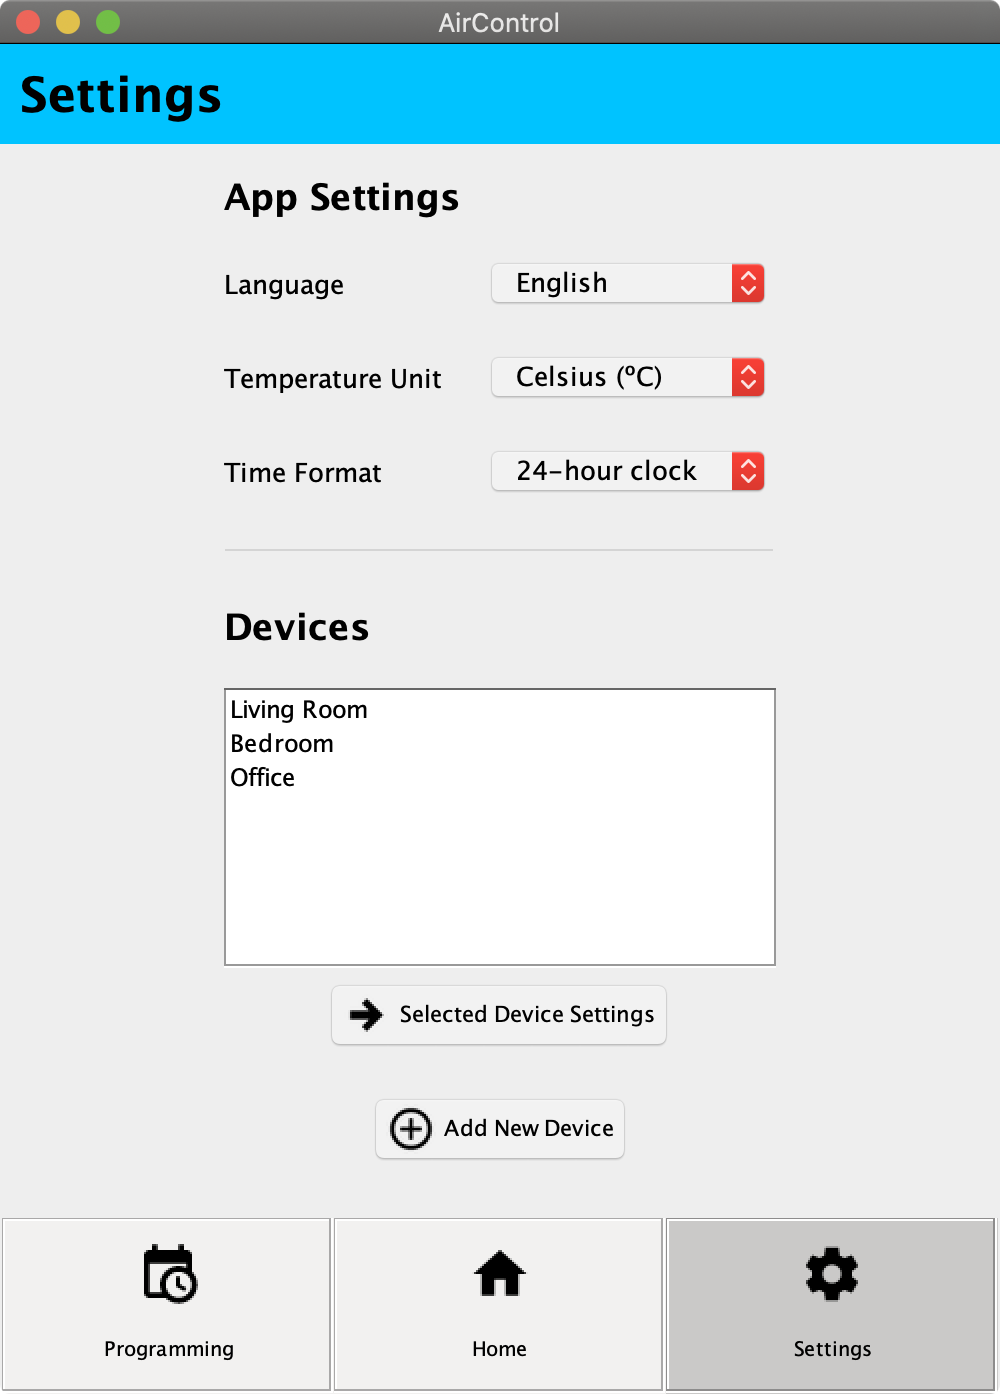 AirControl
Settings
App Settings
Language English
Temperature Unit Celsius (ºC)
Time Format 24-hour clock
Devices
Living Room
Bedroom
Office
Selected Device Settings
Add New Device
Programming Home Settings